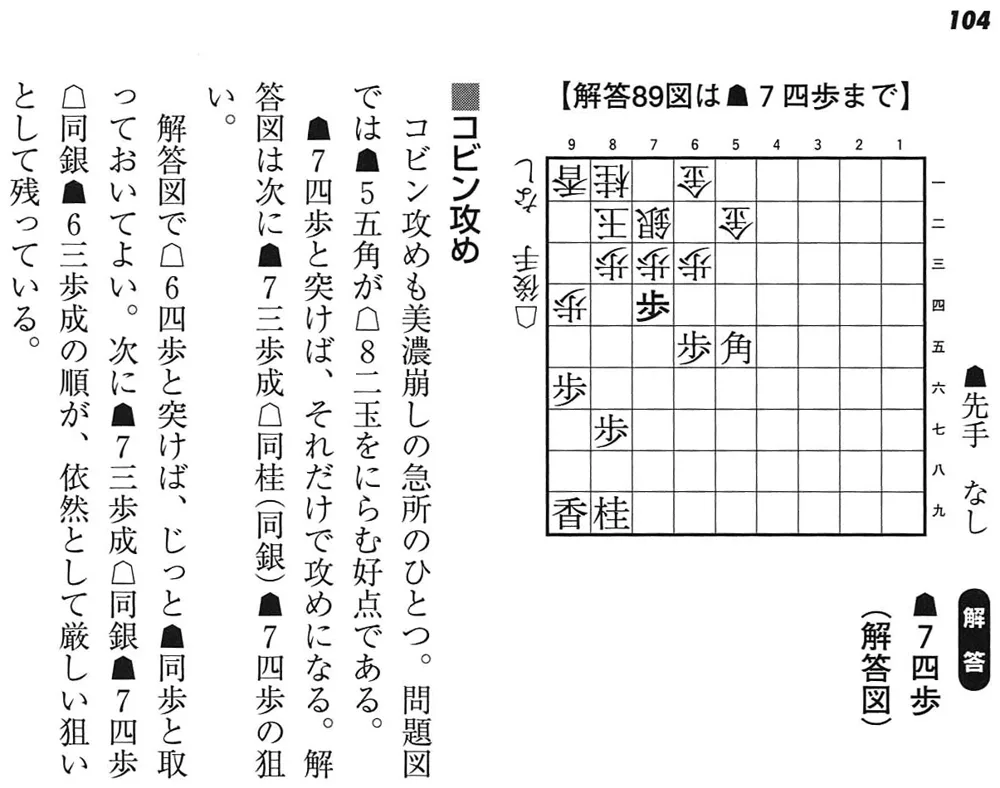 104
【解答89図は☗7四歩まで】
9 8 7 6 5 4 3 2 1
香 桂 金 一
王 銀 金 二
歩 歩 歩 三
歩 歩 四
歩 角 五
歩 六
歩 七
八
香 桂 九
☖後手 なし
☗先手 なし
解答
☗7四歩
(解答図)
■コビン攻め
コビン攻めも美濃崩しの急所のひとつ。問題図
では☗5五角が☖8二玉をにらむ好点である。
☗7四歩と突けば、それだけで攻めになる。解
答図は次に☗7三歩成☖同桂(同銀)☗7四歩の狙
い。
解答図で☖6四歩と突けば、じっと☗同歩と取
っておいてよい。次に☗7三歩成☖同銀☗7四歩
☖同銀☗6三歩成の順が、依然として厳しい狙い
として残っている。